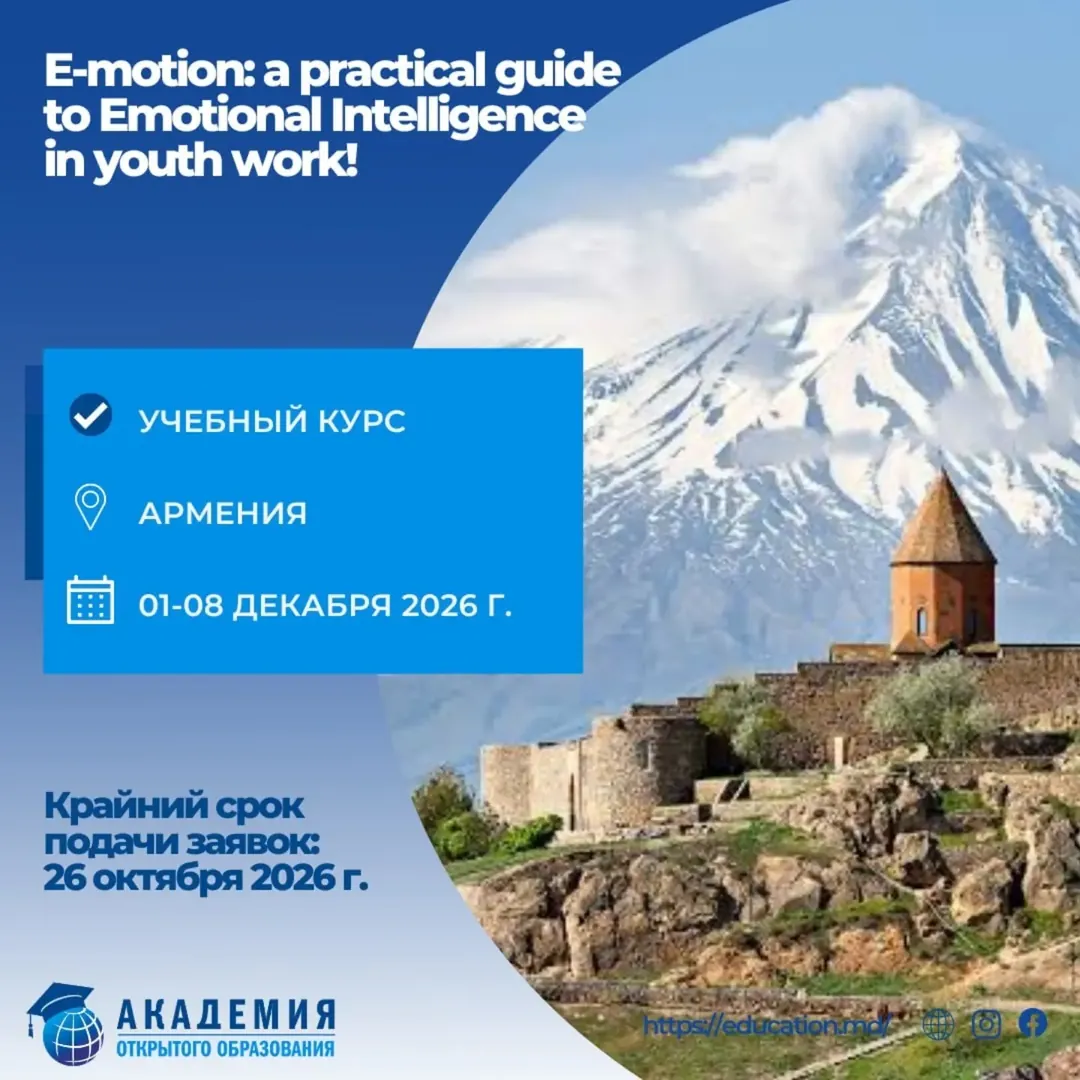 E-motion: a practical guide
to Emotional Intelligence
in youth work!
УЧЕБНЫЙ КУРС
АРМЕНИЯ
01-08 ДЕКАБРЯ 2026 Г.
Крайний срок
подачи заявок:
26 октября 2026 г.
АКАДЕМИЯ
ОТКРЫТОГО ОБРАЗОВАНИЯ
https://education.md/